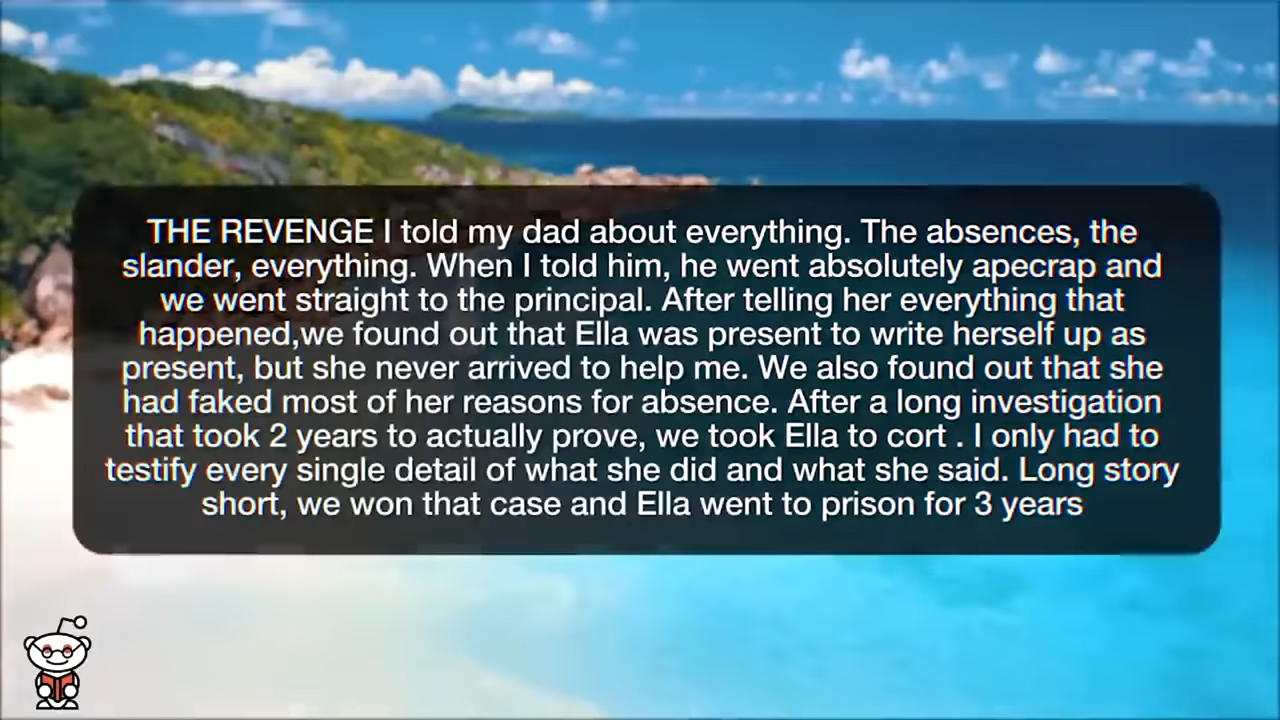 THE REVENGE I told my dad about everything. The absences, the
slander, everything. When I told him, he went absolutely apecrap and
we went straight to the principal. After telling her everything that
happened,we found out that Ella was present to write herself up as
present, but she never arrived to help me. We also found out that she
had faked most of her reasons for absence. After a long investigation
that took 2 years to actually prove, we took Ella to cort . I only had to
testify every single detail of what she did and what she said. Long story
short, we won that case and Ella went to prison for 3 years